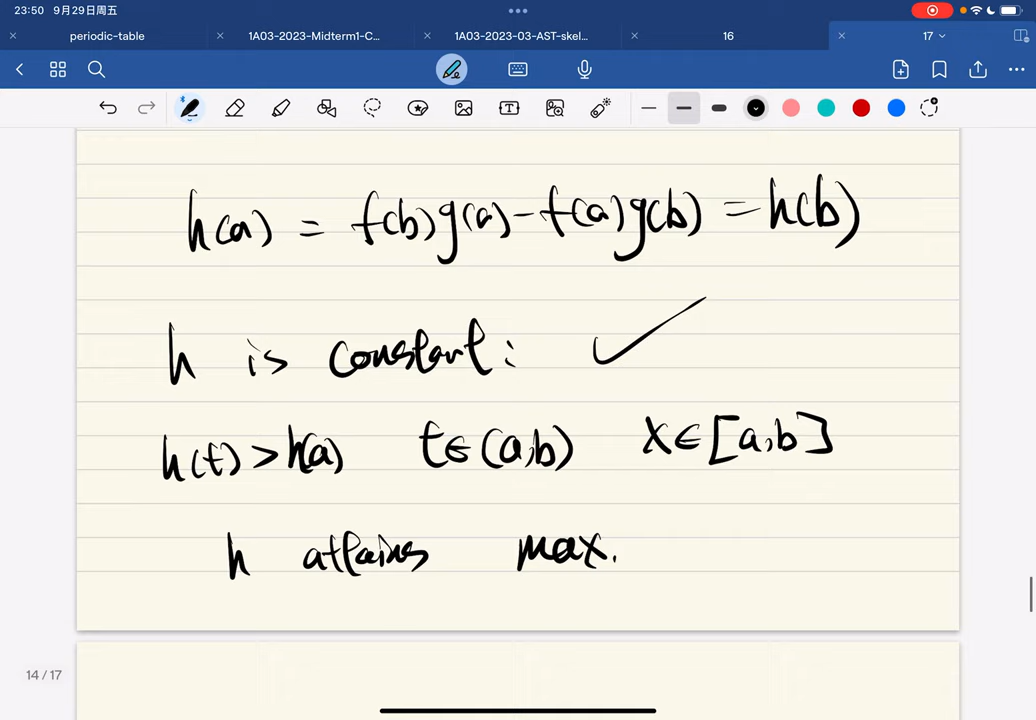 23:50 9月29日周五
periodic-table
1A03-2023-Midterm1-C...
1A03-2023-03-AST-skel...
16
17
h(a) = f(b)g(a) - f(a)g(b) = h(b)
h is constant: ✓
h(t) > h(a) t∈(a,b) x∈[a,b]
h attains max.
14 / 17